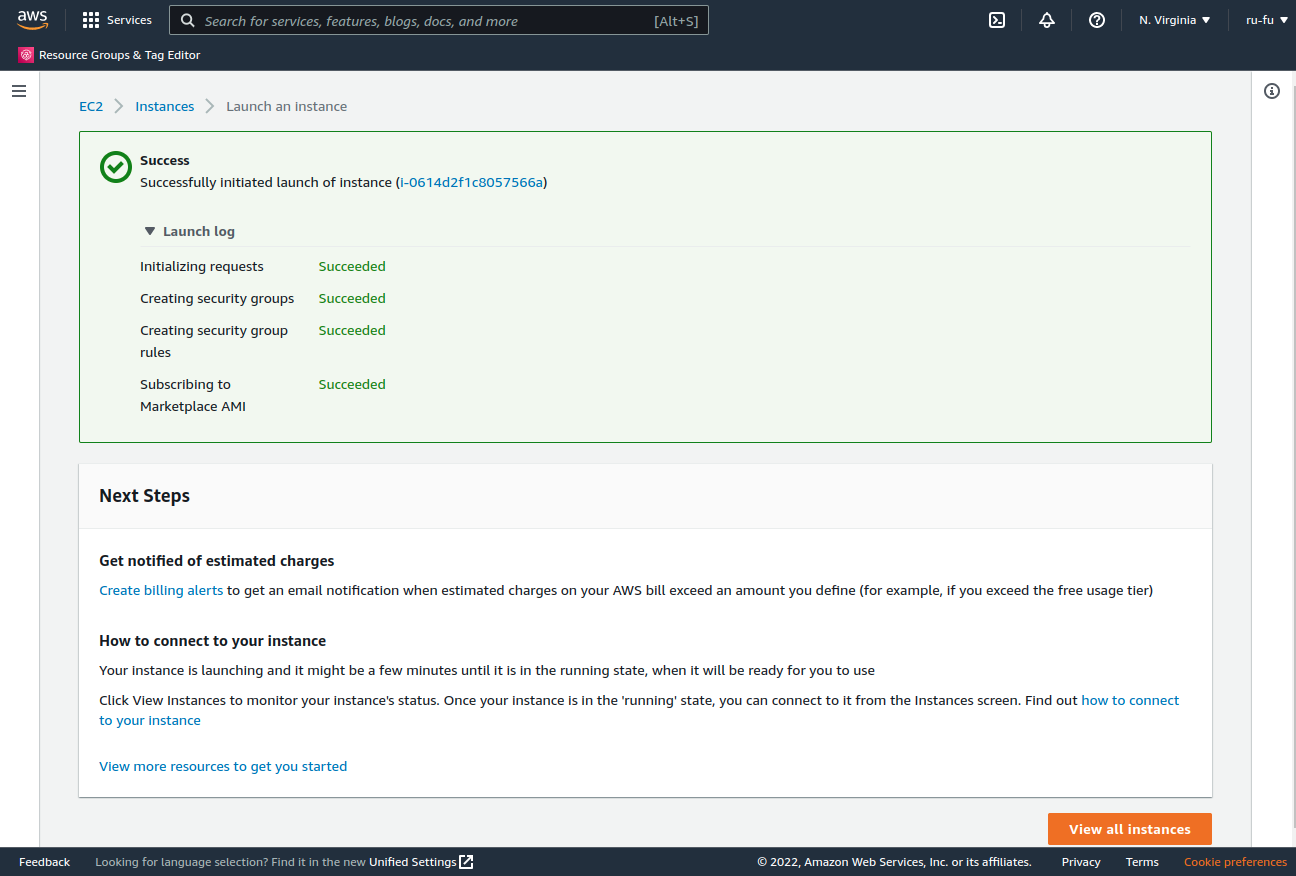 aws Services Search for services, features, blogs, docs, and more [Alt+S] N. Virginia ▼ ru-fu ▼
Resource Groups & Tag Editor
EC2 > Instances > Launch an instance
Success
Successfully initiated launch of instance (i-0614d2f1c8057566a)
▼ Launch log
Initializing requests Succeeded
Creating security groups Succeeded
Creating security group Succeeded
rules
Subscribing to Succeeded
Marketplace AMI
Next Steps
Get notified of estimated charges
Create billing alerts to get an email notification when estimated charges on your AWS bill exceed an amount you define (for example, if you exceed the free usage tier)
How to connect to your instance
Your instance is launching and it might be a few minutes until it is in the running state, when it will be ready for you to use
Click View Instances to monitor your instance's status. Once your instance is in the 'running' state, you can connect to it from the Instances screen. Find out how to connect
to your instance
View more resources to get you started
View all instances
Feedback Looking for language selection? Find it in the new Unified Settings © 2022, Amazon Web Services, Inc. or its affiliates. Privacy Terms Cookie preferences